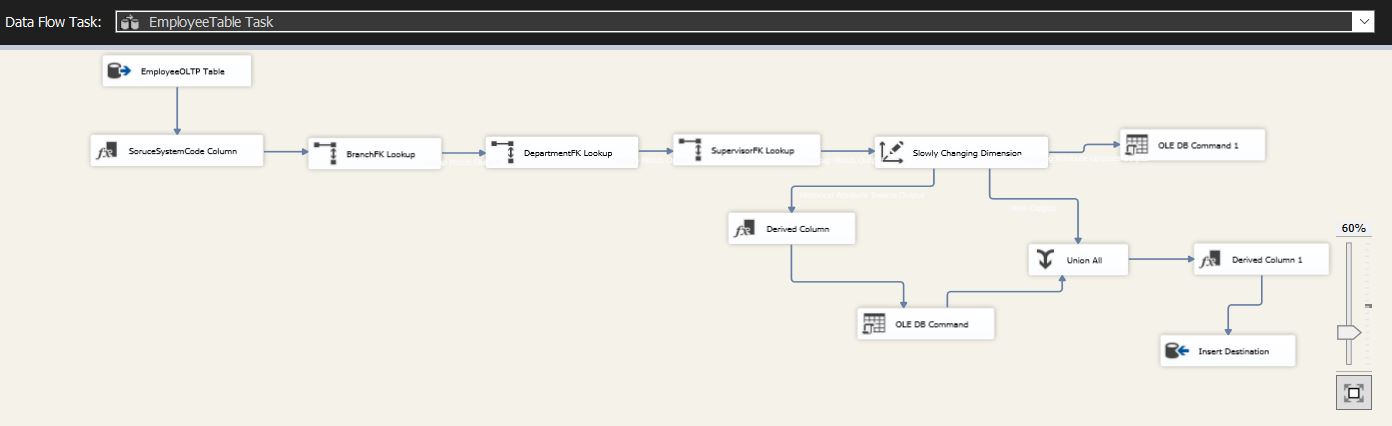 Data Flow Task: EmployeeTable Task
EmployeeOLTP Table
SoruceSystemCode Column
BranchFK Lookup
DepartmentFK Lookup
SupervisorFK Lookup
Slowly Changing Dimension
OLE DB Command 1
Derived Column
60%
Union All
Derived Column 1
OLE DB Command
Insert Destination